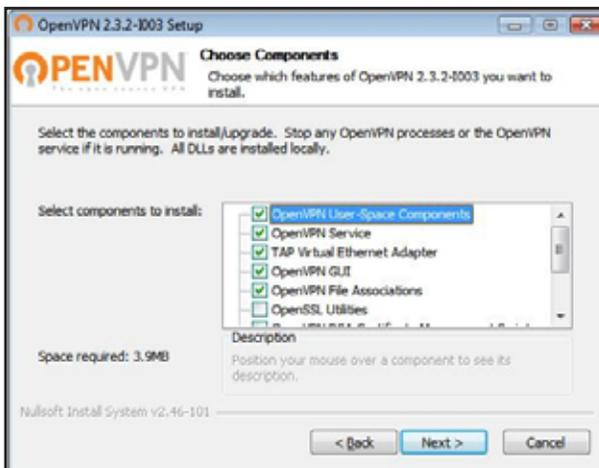 OpenVPN 2.3.2-I003 Setup
OPENVPN
The open source VPN
Choose Components
Choose which features of OpenVPN 2.3.2-I003 you want to
install.
Select the components to install/upgrade. Stop any OpenVPN processes or the OpenVPN
service if it is running. All DLLs are installed locally.
Select components to install:
OpenVPN User-Space Components
OpenVPN Service
TAP Virtual Ethernet Adapter
OpenVPN GUI
OpenVPN File Associations
OpenSSL Utilities
Space required: 3.9MB
Description
Position your mouse over a component to see its
description.
Nullsoft Install System v2.46-101
< Back
Next >
Cancel